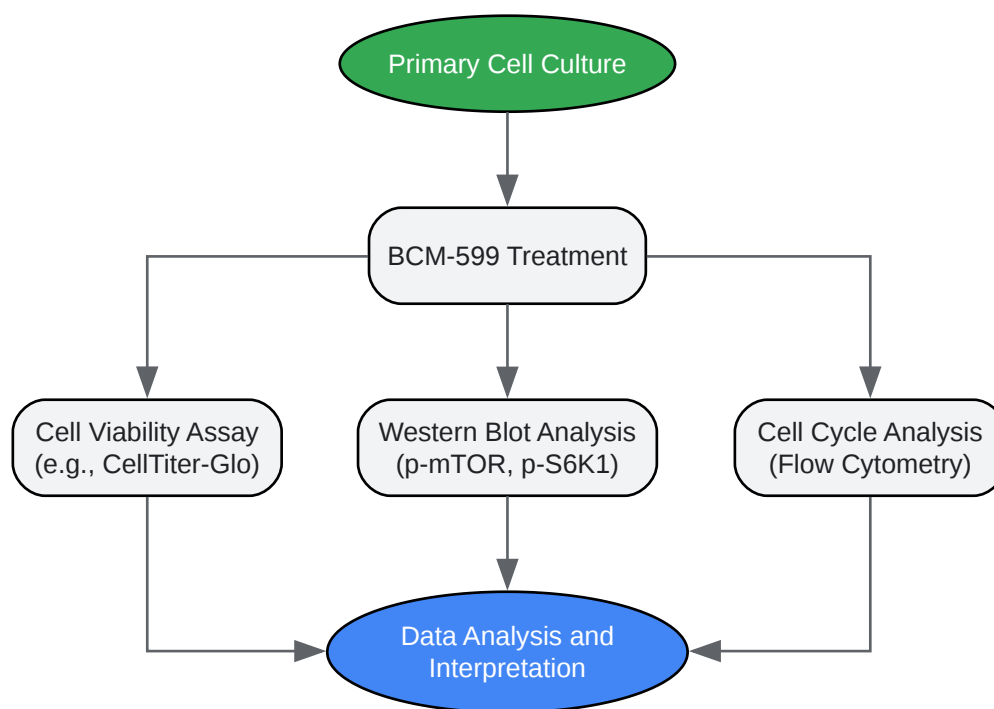 Primary Cell Culture
BCM-599 Treatment
Cell Viability Assay
(e.g., CellTiter-Glo)
Western Blot Analysis
(p-mTOR, p-S6K1)
Cell Cycle Analysis
(Flow Cytometry)
Data Analysis and
Interpretation